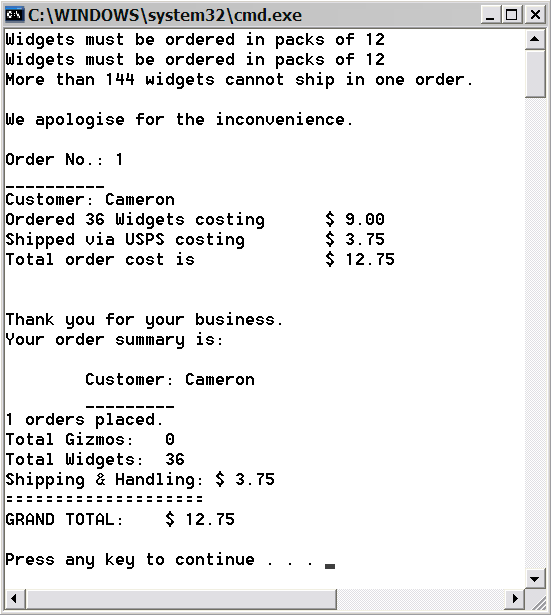 C:\WINDOWS\system32\cmd.exe
Widgets must be ordered in packs of 12
Widgets must be ordered in packs of 12
More than 144 widgets cannot ship in one order.
We apologise for the inconvenience.
Order No.: 1
__________
Customer: Cameron
Ordered 36 Widgets costing      $ 9.00
Shipped via USPS costing        $ 3.75
Total order cost is             $ 12.75
Thank you for your business.
Your order summary is:
        Customer: Cameron
        _________
1 orders placed.
Total Gizmos:   0
Total Widgets:  36
Shipping & Handling: $ 3.75
====================
GRAND TOTAL:    $ 12.75
Press any key to continue . . . _